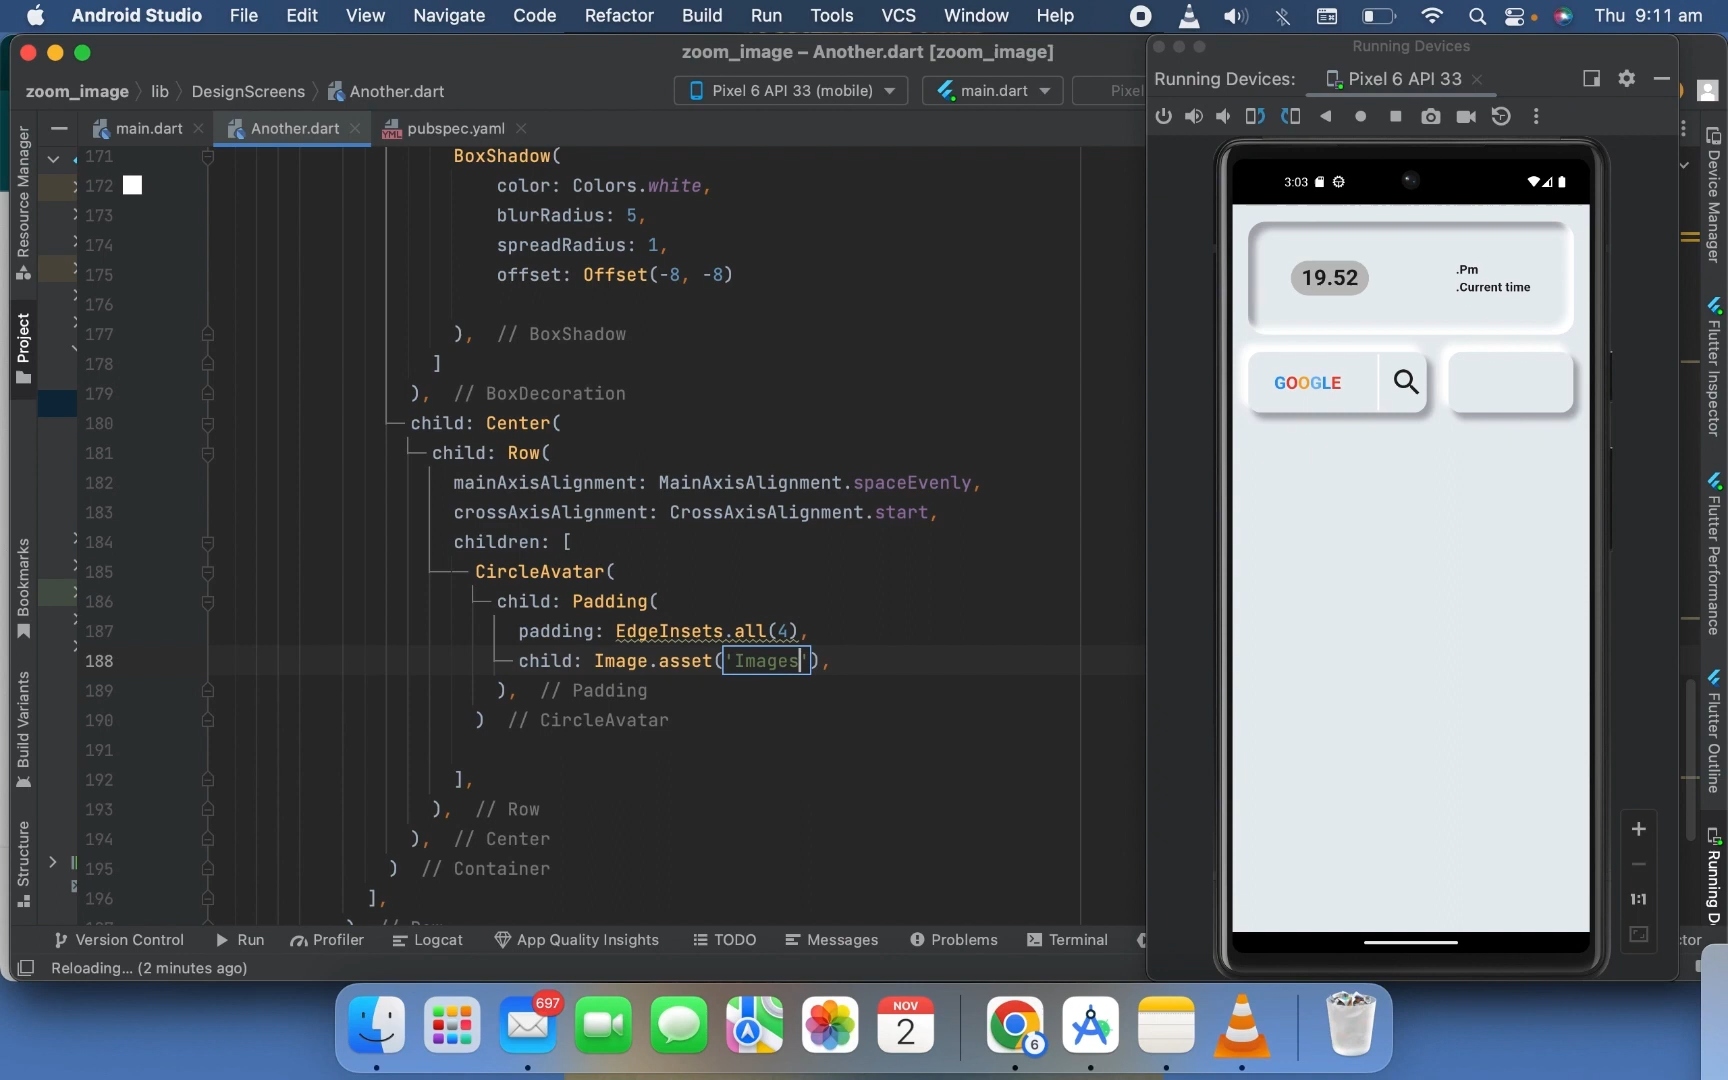 Android Studio File Edit View Navigate Code Refactor Build Run Tools VCS Window Help Thu 9:11 am
zoom_image – Another.dart [zoom_image]
Running Devices
zoom_image lib DesignScreens Another.dart
Pixel 6 API 33 (mobile) main.dart Pixel
Running Devices: Pixel 6 API 33
main.dart Another.dart pubspec.yaml
171 BoxShadow(
172 color: Colors.white,
173 blurRadius: 5,
174 spreadRadius: 1,
175 offset: Offset(-8, -8)
176
177 ), // BoxShadow
178 ]
179 ), // BoxDecoration
180 child: Center(
181 child: Row(
182 mainAxisAlignment: MainAxisAlignment.spaceEvenly,
183 crossAxisAlignment: CrossAxisAlignment.start,
184 children: [
185 CircleAvatar(
186 child: Padding(
187 padding: EdgeInsets.all(4),
188 child: Image.asset('Images'),
189 ), // Padding
190 ) // CircleAvatar
191
192 ],
193 ), // Row
194 ), // Center
195 ) // Container
196 ],
Resource Manager
Project
Bookmarks
Build Variants
Structure
3:03
19.52
.Pm
.Current time
GOOGLE
1:1
Device Manager
Flutter Inspector
Flutter Performance
Flutter Outline
Running D
Version Control Run Profiler Logcat App Quality Insights TODO Messages Problems Terminal
Reloading... (2 minutes ago)
697
NOV
2
6